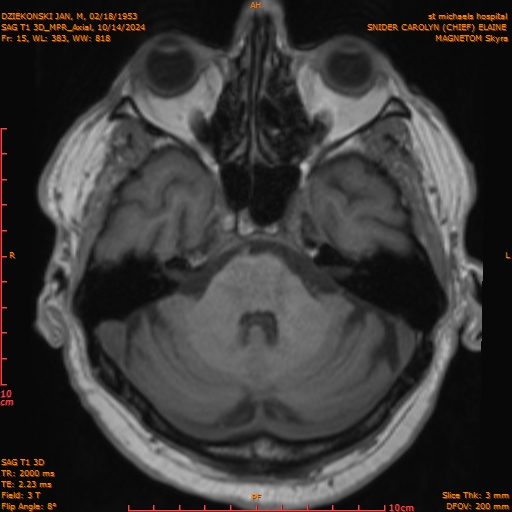 AH
DZIEKONSKI JAN, M, 02/18/1953
SAG T1 3D_MPR_Axial, 10/14/2024
Fr: 15, WL: 383, WW: 818
st michaels hospital
SNIDER CAROLYN (CHIEF) ELAINE
MAGNETOM Skyra
R
L
10
cm
SAG T1 3D
TR: 2000 ms
TE: 2.23 ms
Field: 3 T
Flip Angle: 8°
PF
10cm
Slice Thk: 3 mm
DFOV: 200 mm